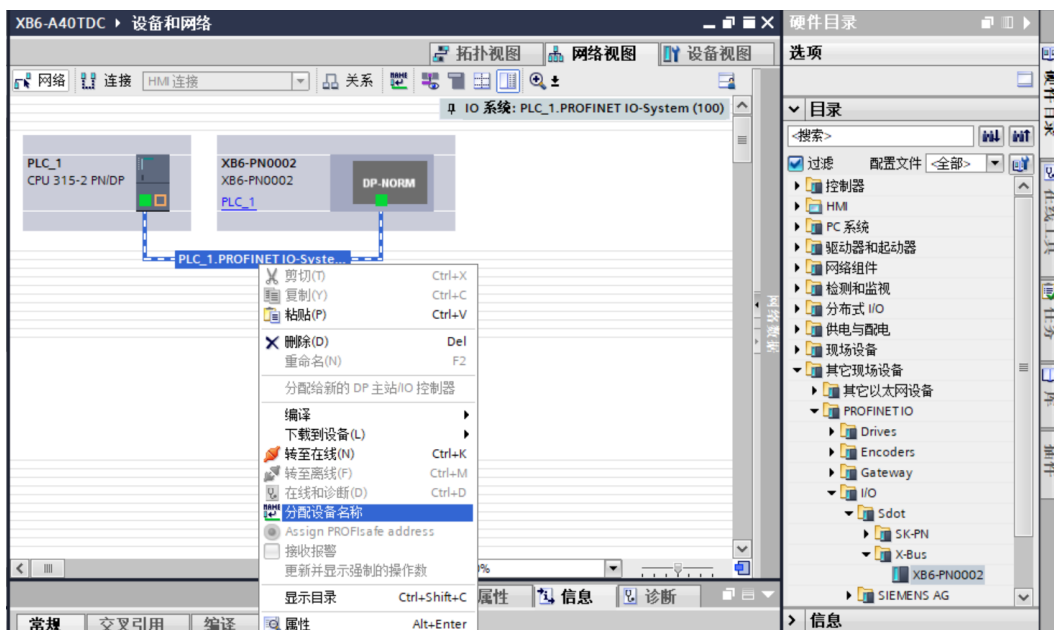 XB6-A40TDC ▸ 设备和网络
硬件目录
拓扑视图 网络视图 设备视图
选项
网络 连接 HMI 连接 关系
IO 系统: PLC_1.PROFINET IO-System (100)
目录
<搜索>
过滤 配置文件 <全部>
PLC_1
CPU 315-2 PN/DP
XB6-PN0002
XB6-PN0002
PLC_1
DP-NORM
PLC_1.PROFINET IO-Syste...
剪切(T) Ctrl+X
复制(Y) Ctrl+C
粘贴(P) Ctrl+V
删除(D) Del
重命名(N) F2
分配给新的 DP 主站/IO 控制器
编译
下载到设备(L)
转至在线(N) Ctrl+K
转至离线(F) Ctrl+M
在线和诊断(D) Ctrl+D
分配设备名称
Assign PROFIsafe address
接收报警
更新并显示强制的操作数
显示目录 Ctrl+Shift+C
属性 Alt+Enter
网络数据
控制器
HMI
PC 系统
驱动器和起动器
网络组件
检测和监视
分布式 I/O
供电与配电
现场设备
其它现场设备
其它以太网设备
PROFINET IO
Drives
Encoders
Gateway
I/O
Sdot
SK-PN
X-Bus
XB6-PN0002
SIEMENS AG
信息
属性 信息 诊断
常规 交叉引用 编译